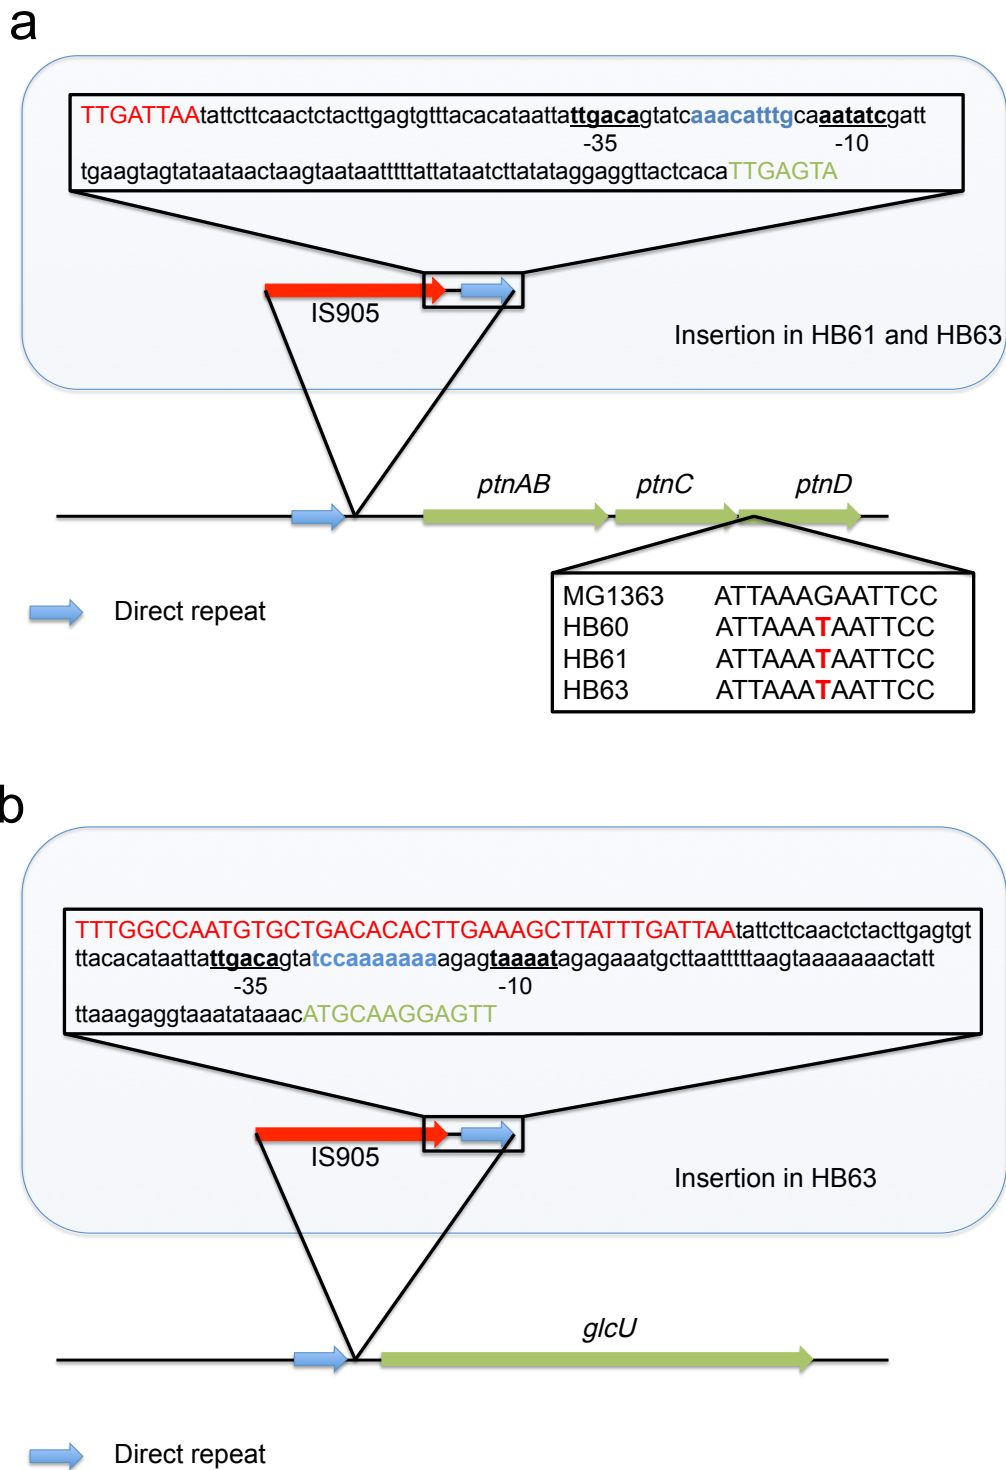 a
TTGATTAAtattcttcaactctacttgagtgtttacacataattattgacagtatcaaacatttgcaaatatcgatt
-35 -10
tgaagtagtataataactaagtaataatttttattataatcttatataggaggttactcacaTTGAGTA
IS905
Insertion in HB61 and HB63
ptnAB ptnC ptnD
Direct repeat
MG1363 ATTAAAGAATTCC
HB60 ATTAAATAATTCC
HB61 ATTAAATAATTCC
HB63 ATTAAATAATTCC
b
TTTGGCCAATGTGCTGACACACTTGAAAGCTTATTTGATTAAtattcttcaactctacttgagtgt
ttacacataattattgacagtatccaaaaaaaagagtaaaatagagaaatgcttaatttttaagtaaaaaaactatt
-35 -10
ttaaagaggtaaatataaacATGCAAGGAGTT
IS905
Insertion in HB63
glcU
Direct repeat